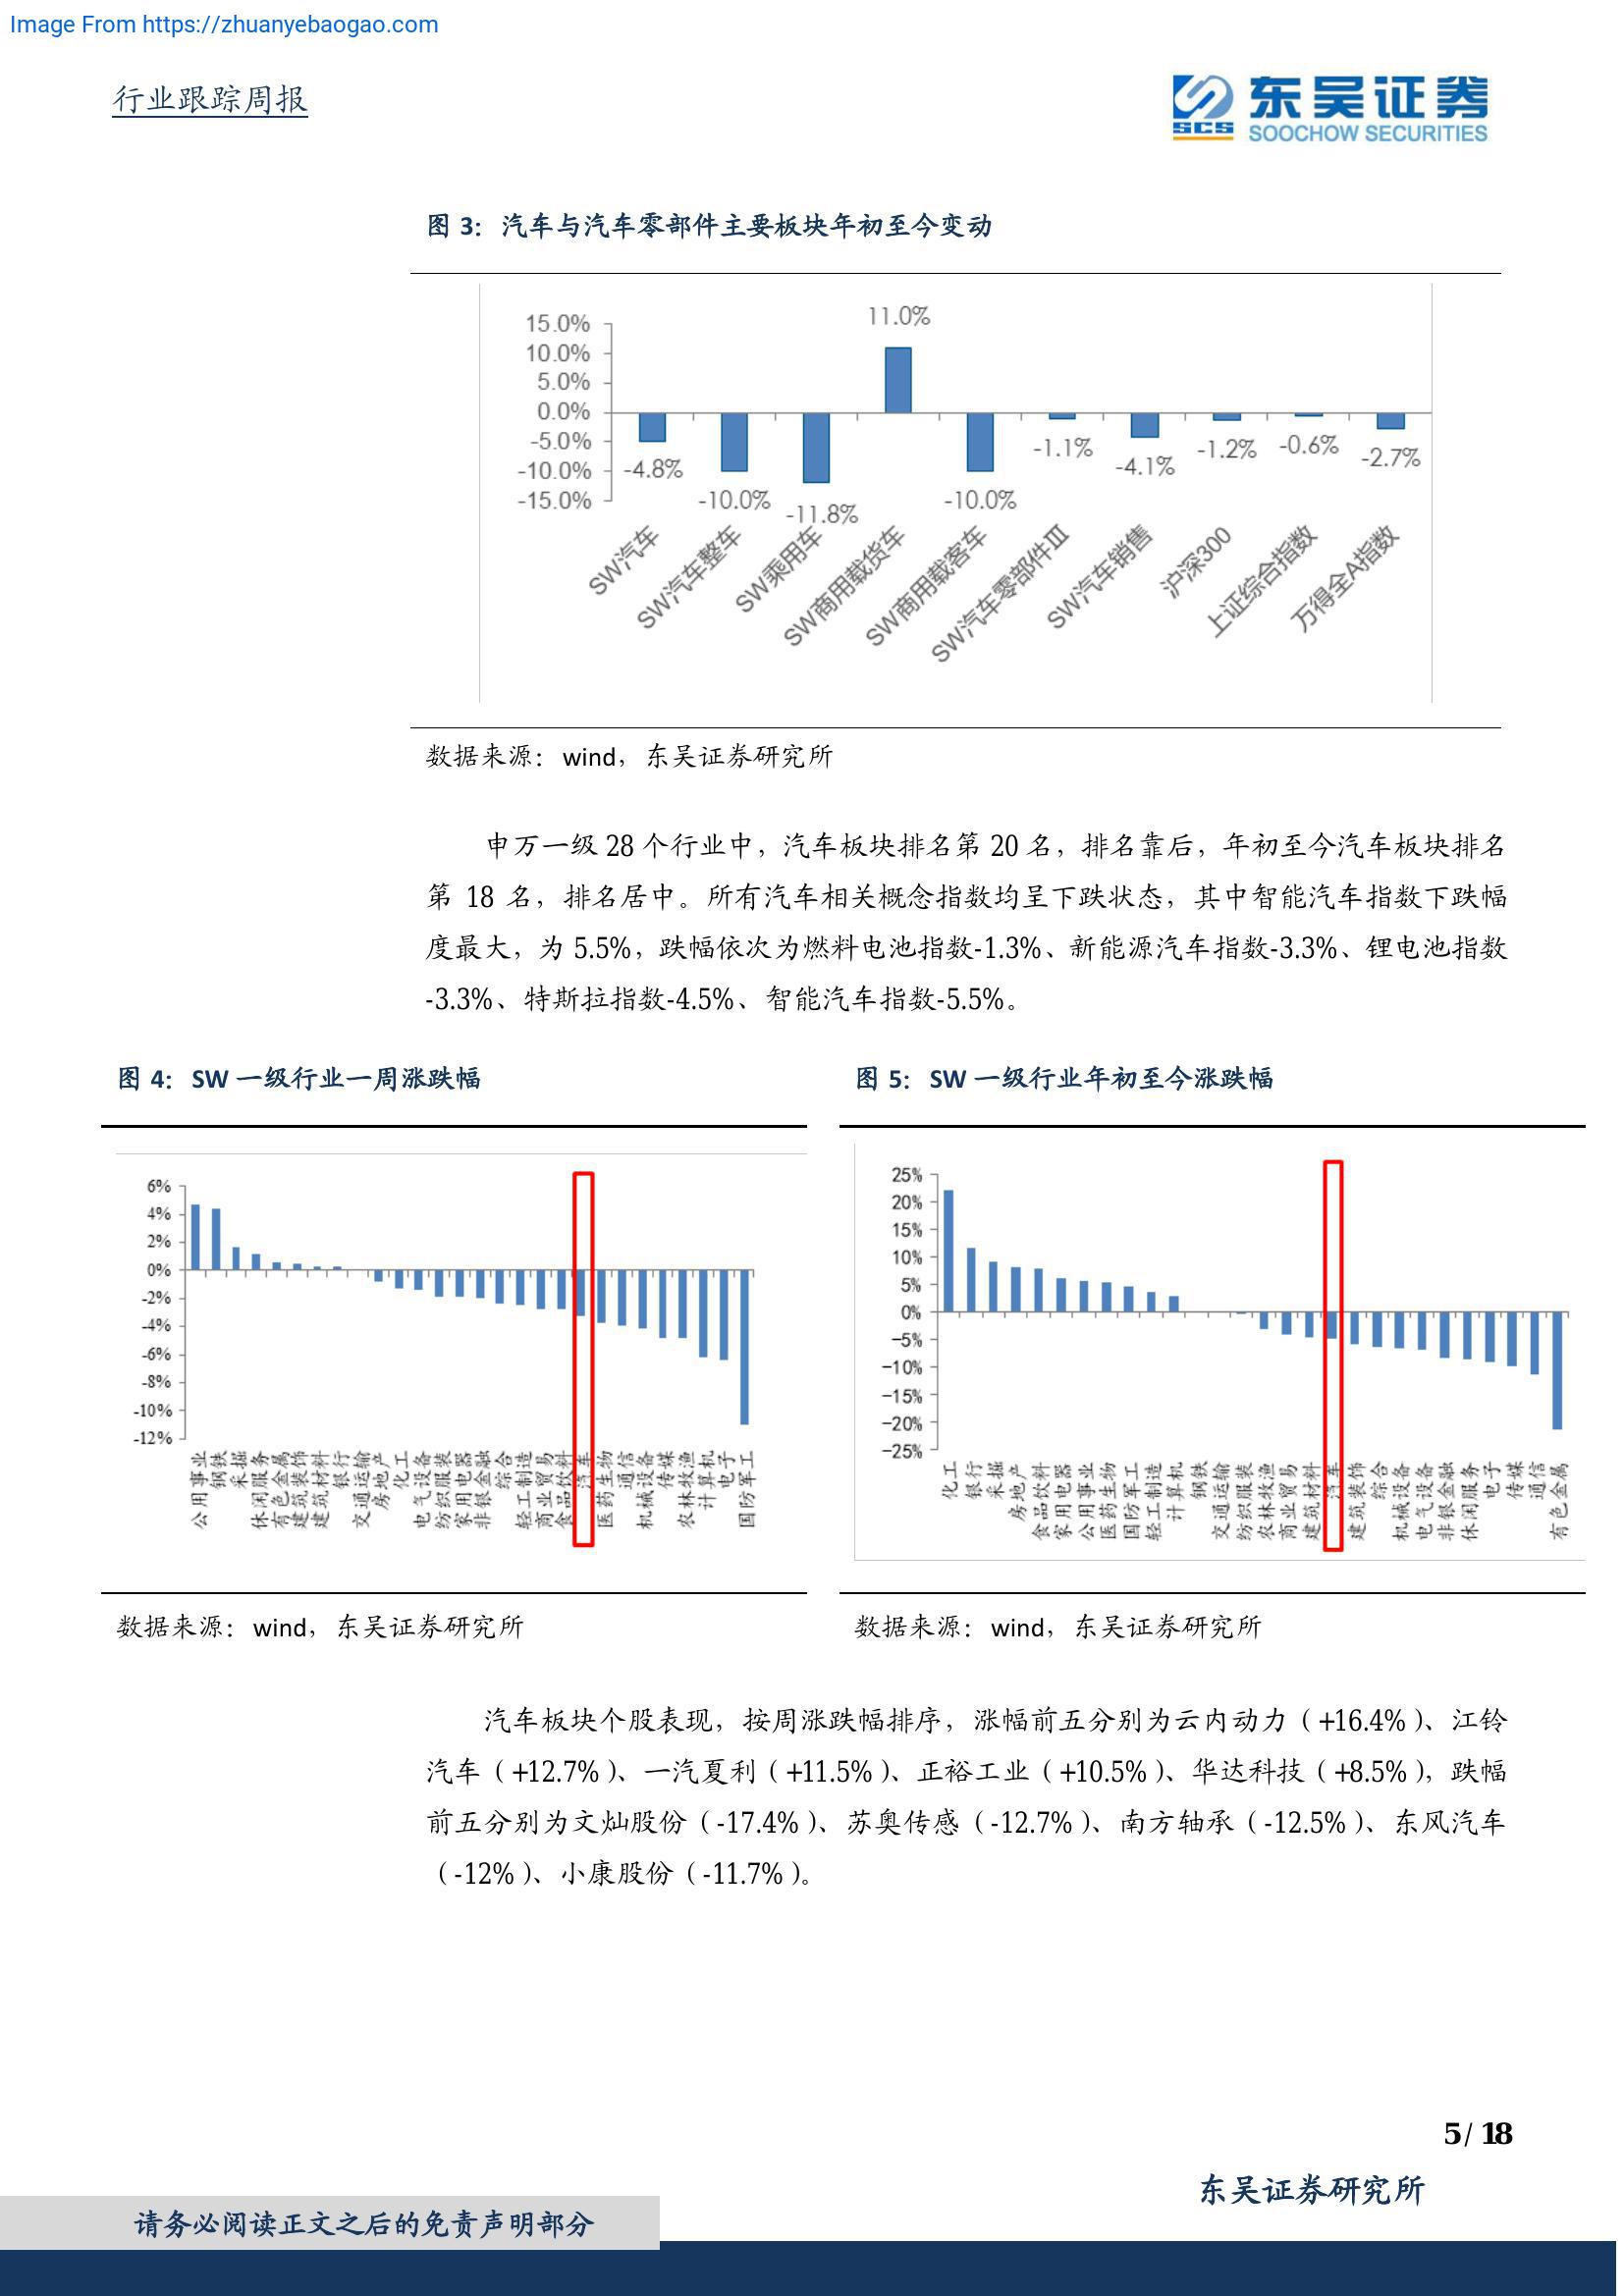 Image From https://zhuanyebaogao.com
行业跟踪周报
SCS
东吴证券
SOOCHOW SECURITIES
图 3：汽车与汽车零部件主要板块年初至今变动
15.0%
10.0%
5.0%
0.0%
-5.0%
-10.0%
-15.0%
-4.8%
-10.0%
-11.8%
11.0%
-10.0%
-1.1%
-4.1%
-1.2%
-0.6%
-2.7%
SW汽车
SW汽车整车
SW乘用车
SW商用载货车
SW商用载客车
SW汽车零部件III
SW汽车销售
沪深300
上证综合指数
万得全A指数
数据来源：wind，东吴证券研究所
申万一级 28 个行业中，汽车板块排名第 20 名，排名靠后，年初至今汽车板块排名
第 18 名，排名居中。所有汽车相关概念指数均呈下跌状态，其中智能汽车指数下跌幅
度最大，为 5.5%，跌幅依次为燃料电池指数-1.3%、新能源汽车指数-3.3%、锂电池指数
-3.3%、特斯拉指数-4.5%、智能汽车指数-5.5%。
图 4：SW 一级行业一周涨跌幅
6%
4%
2%
0%
-2%
-4%
-6%
-8%
-10%
-12%
公用事业
钢铁
采掘
休闲服务
有色金属
建筑装饰
建筑材料
银行
交通运输
房地产
化工
电气设备
纺织服装
家用电器
非银金融
综合
轻工制造
商业贸易
食品饮料
汽车
医药生物
通信
机械设备
传媒
农林牧渔
计算机
电子
国防军工
数据来源：wind，东吴证券研究所
图 5：SW 一级行业年初至今涨跌幅
25%
20%
15%
10%
5%
0%
-5%
-10%
-15%
-20%
-25%
化工
银行
采掘
房地产
食品饮料
家用电器
公用事业
医药生物
国防军工
轻工制造
计算机
钢铁
交通运输
纺织服装
农林牧渔
商业贸易
建筑材料
汽车
建筑装饰
综合
机械设备
电气设备
非银金融
休闲服务
电子
传媒
通信
有色金属
数据来源：wind，东吴证券研究所
汽车板块个股表现，按周涨跌幅排序，涨幅前五分别为云内动力（+16.4%）、江铃
汽车（+12.7%）、一汽夏利（+11.5%）、正裕工业（+10.5%）、华达科技（+8.5%），跌幅
前五分别为文灿股份（-17.4%）、苏奥传感（-12.7%）、南方轴承（-12.5%）、东风汽车
（-12%）、小康股份（-11.7%）。
5 / 18
东吴证券研究所
请务必阅读正文之后的免责声明部分